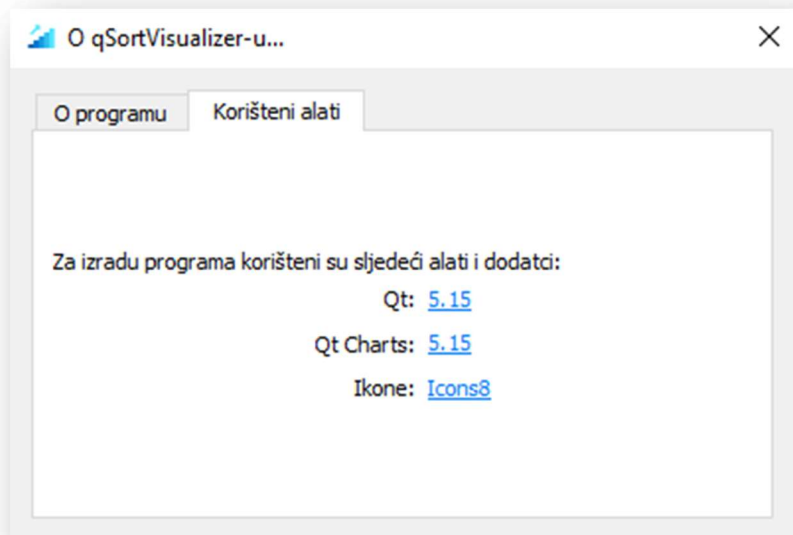 O qSortVisualizer-u...
O programu
Korišteni alati
Za izradu programa korišteni su sljedeći alati i dodatci:
Qt: 5.15
Qt Charts: 5.15
Ikone: Icons8